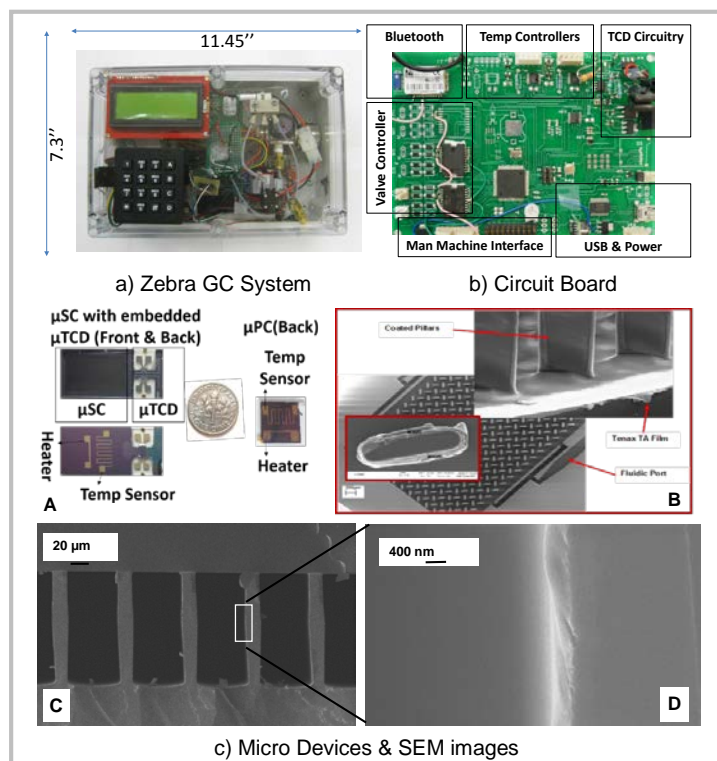 11.45’’
7.3’’
Bluetooth
Temp Controllers
TCD Circuitry
Valve Controller
Man Machine Interface
USB & Power
a) Zebra GC System
b) Circuit Board
μSC with embedded
μTCD (Front & Back)
μSC
μTCD
Heater
Temp Sensor
A
μPC(Back)
Temp
Sensor
Heater
Coated Pillars
Tenax TA Film
Fluidic Port
B
20 μm
C
400 nm
D
c) Micro Devices & SEM images